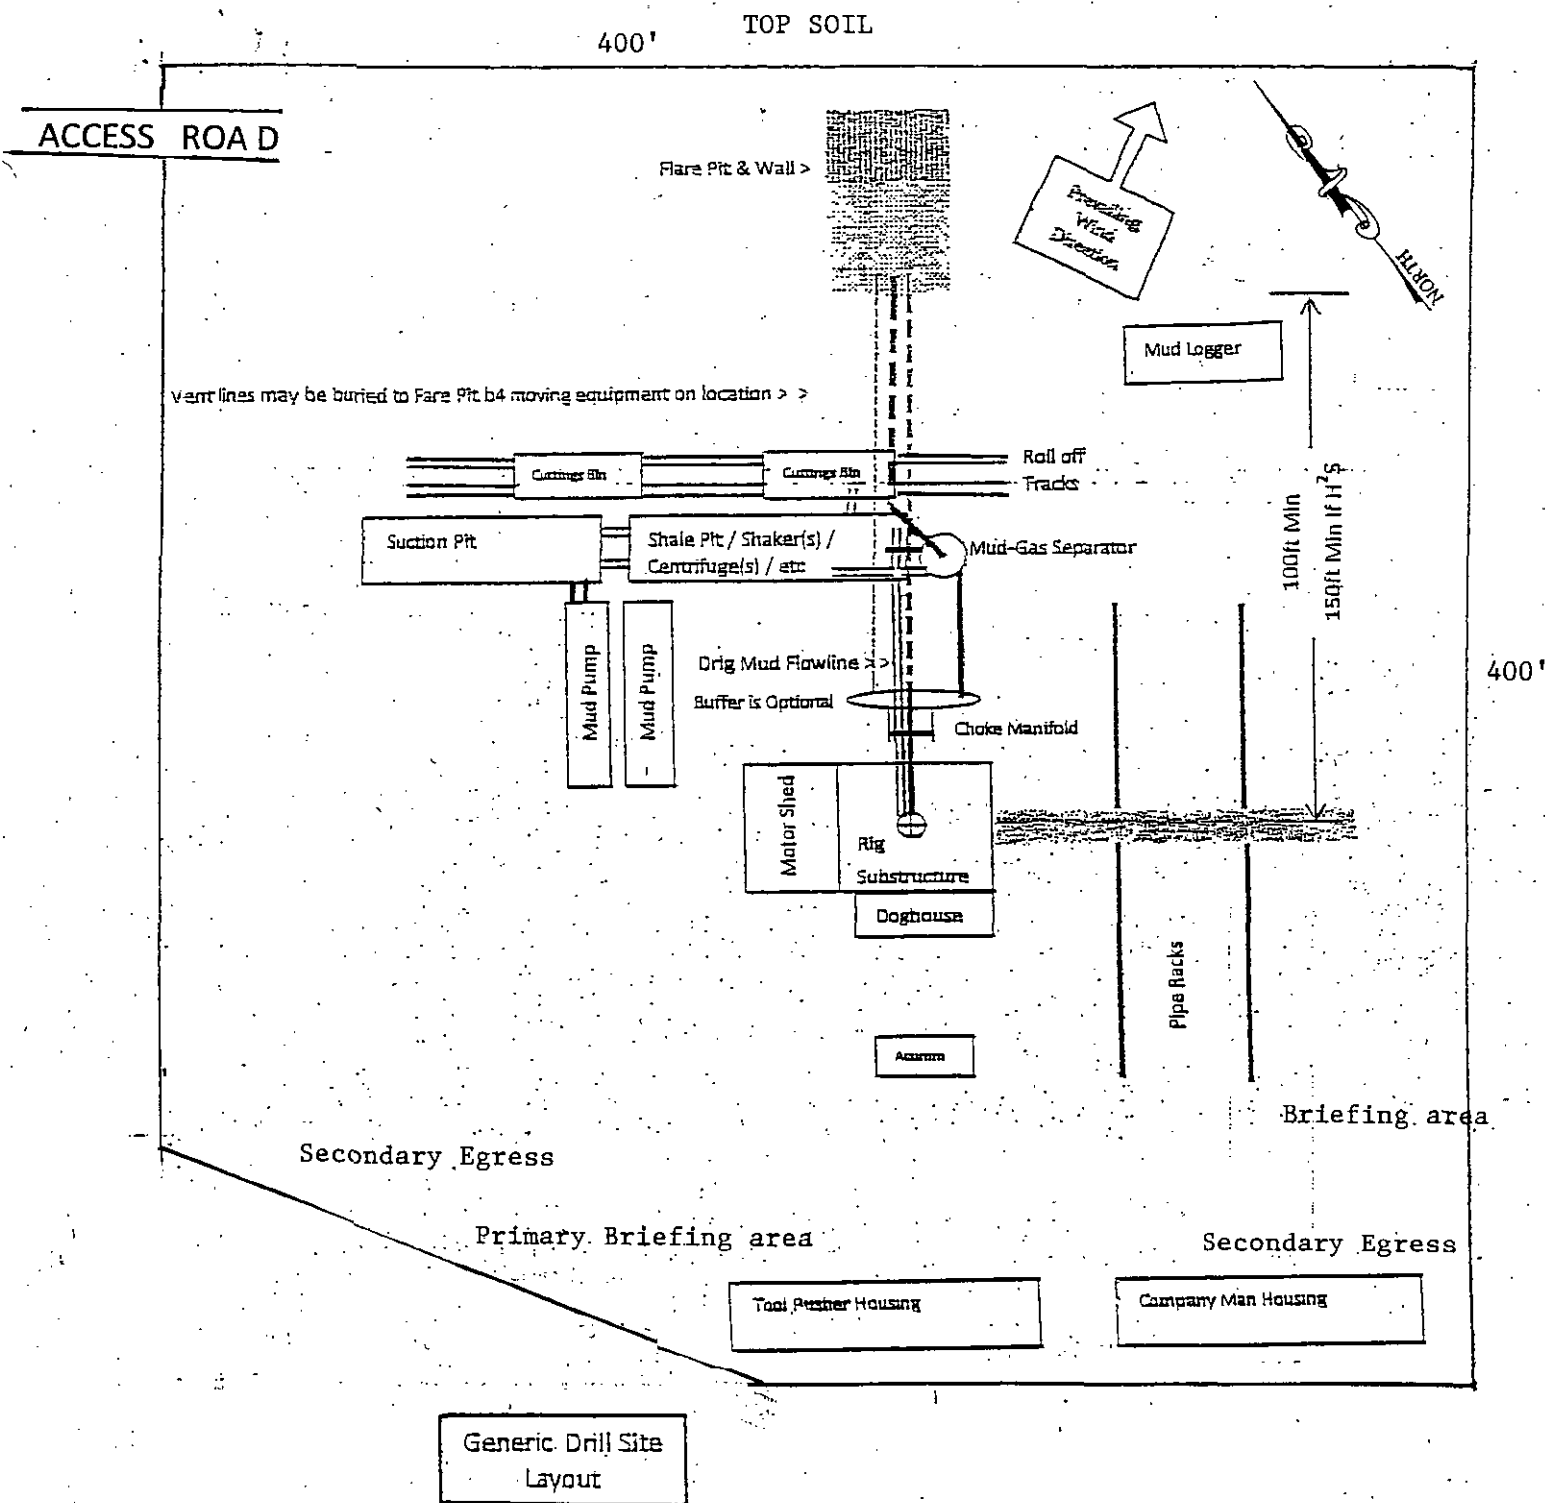 TOP SOIL
400'
ACCESS ROAD
Flare Pit & Wall >
Prevailing
Wind
Direction
NORTH
Mud Logger
Vent lines may be buried to Fare Pit b4 moving equipment on location > >
Cuttings Bin
Cuttings Bin
Roll off
Tracks
100ft Min
150ft Min If H²S
Suction Pit
Shale Pit / Shaker(s) /
Centrifuge(s) / etc
Mud-Gas Separator
Mud Pump
Mud Pump
Drlg Mud Flowline > >
400'
Buffer is Optional
Choke Manifold
Motor Shed
Rig
Substructure
Doghouse
Pipe Racks
Briefing area
Secondary Egress
Primary Briefing area
Secondary Egress
Tool Pusher Housing
Company Man Housing
Generic Drill Site
Layout